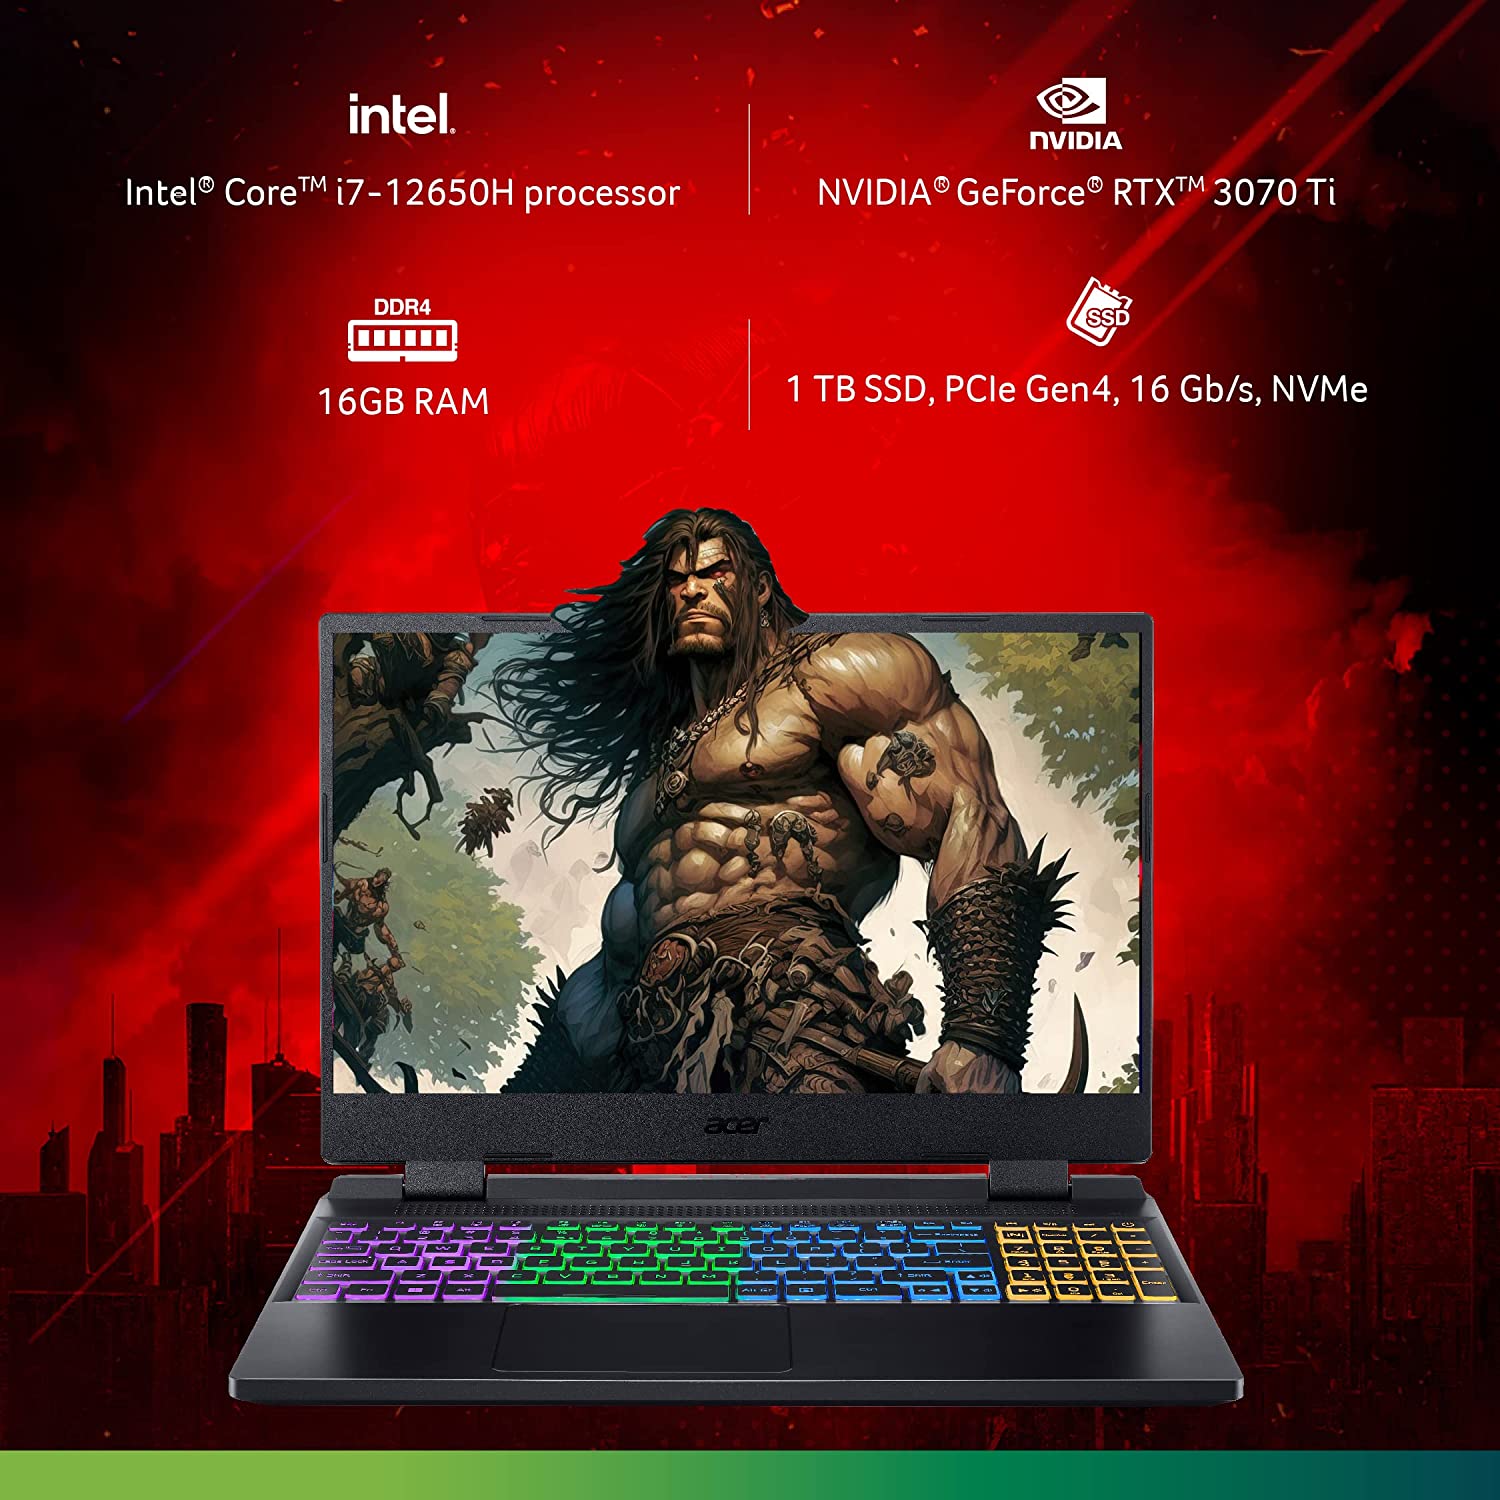 intel
Intel® Core™ i7-12650H processor
NVIDIA
NVIDIA® GeForce® RTX™ 3070 Ti
DDR4
16GB RAM
SSD
1 TB SSD, PCIe Gen4, 16 Gb/s, NVMe
acer